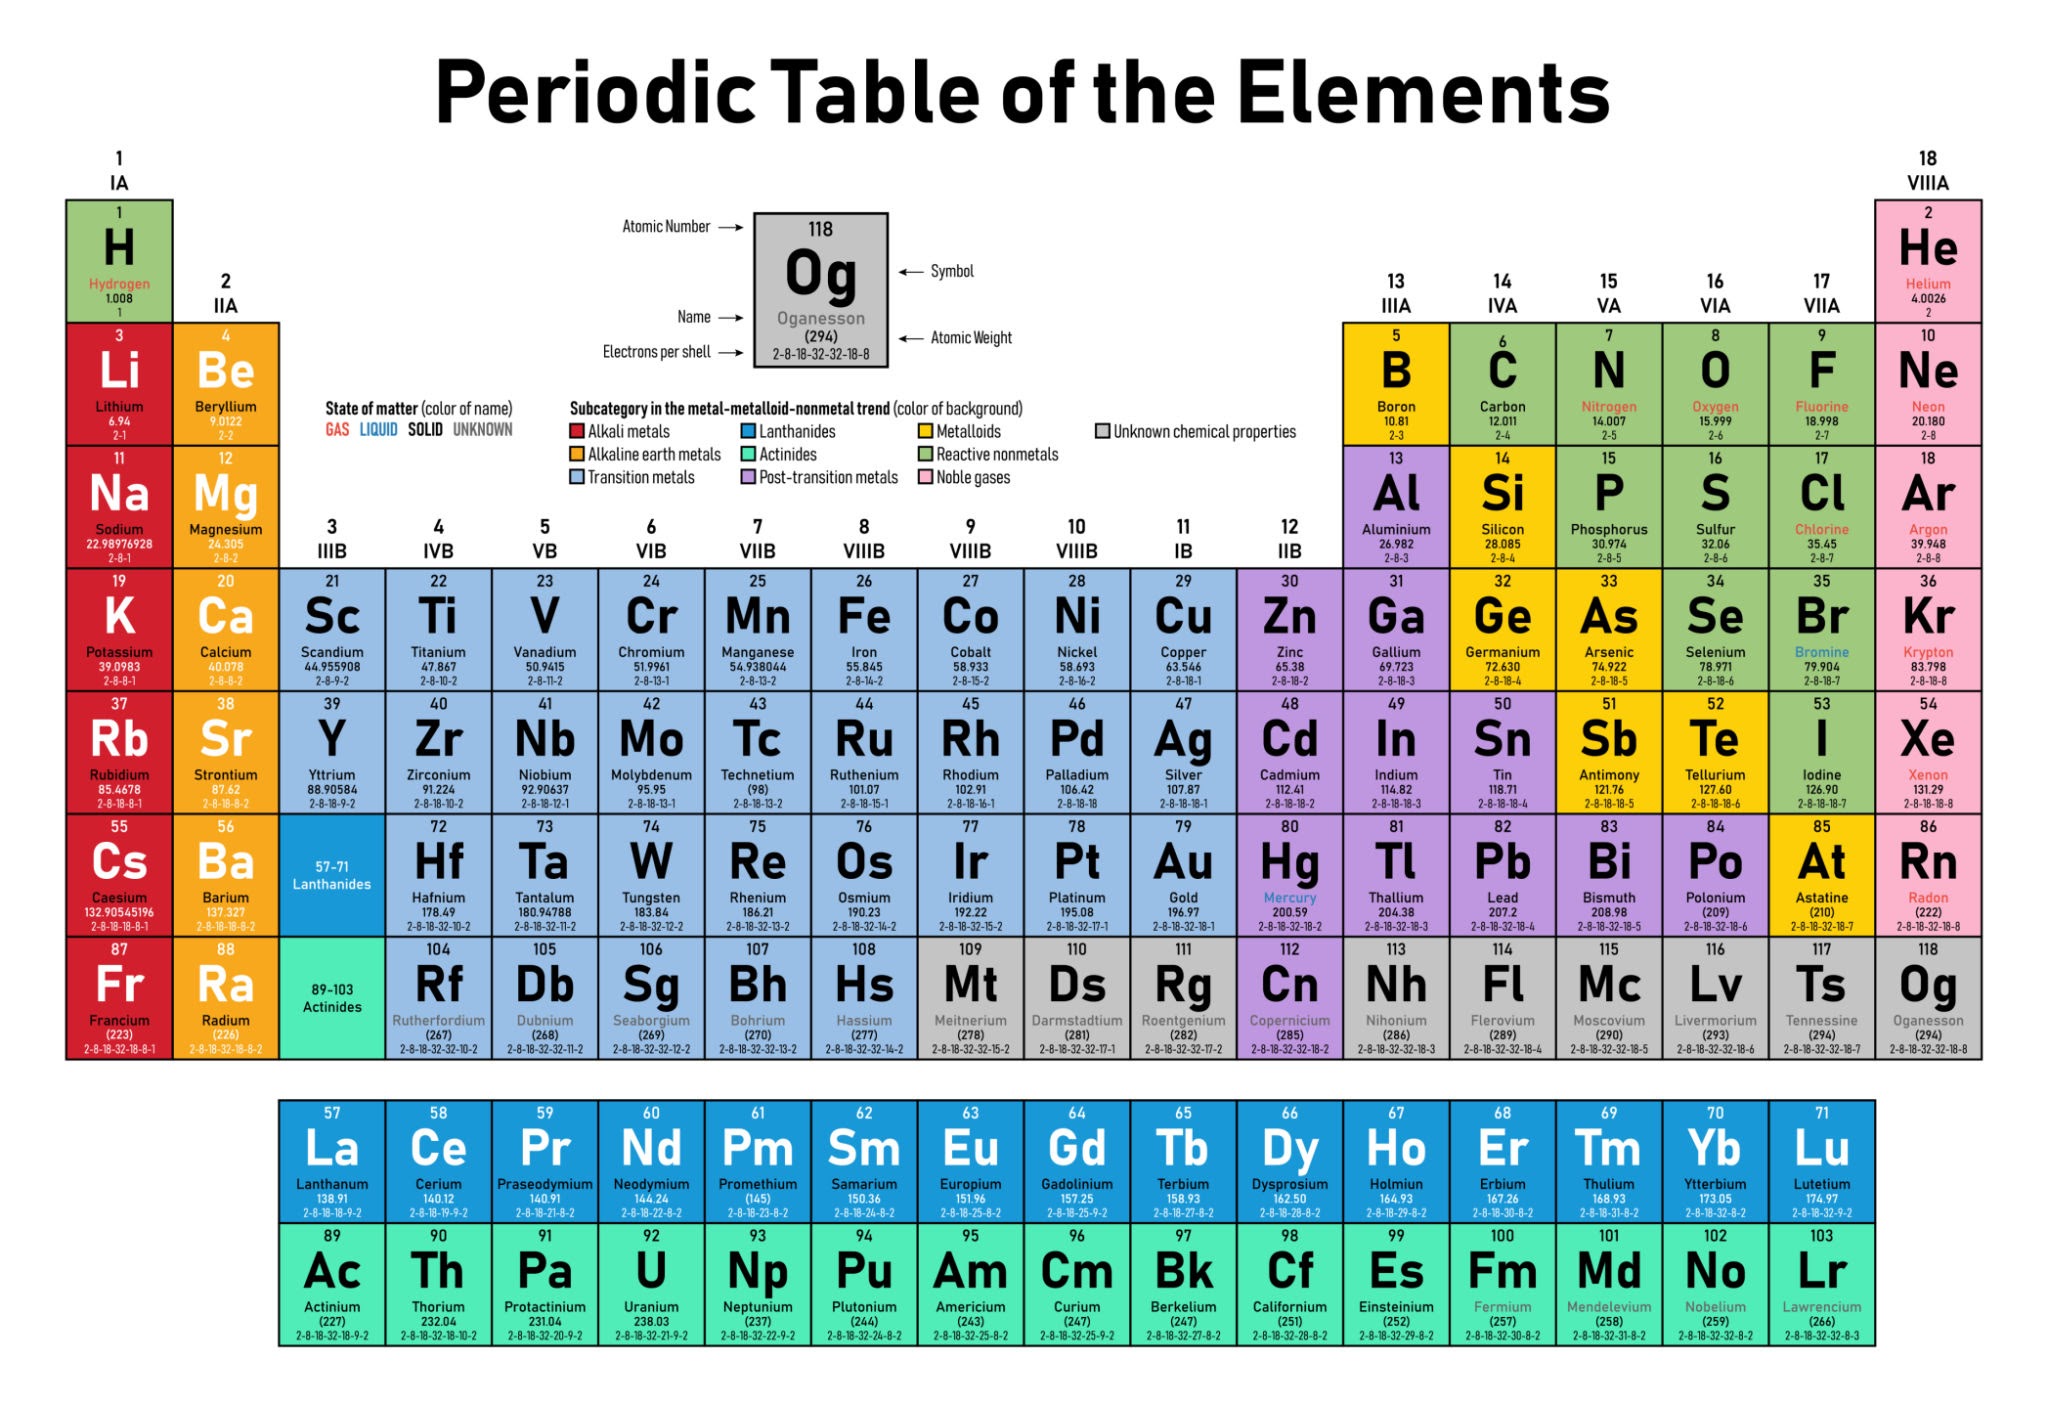 Periodic Table of the Elements
1
IA
18
VIIIA
1
H
Hydrogen
1.008
1
2
IIA
Atomic Number
118
Og
Oganesson
(294)
2-8-18-32-32-18-8
Symbol
Name
Atomic Weight
Electrons per shell
13 14 15 16 17
IIIA IVA VA VIA VIIA
2
He
Helium
4.0026
2
3 4 5 6 7 8 9 10
Li Be B C N O F Ne
Lithium Beryllium Boron Carbon Nitrogen Oxygen Fluorine Neon
6.94 9.0122 10.81 12.011 14.007 15.999 18.998 20.180
2-1 2-2 2-3 2-4 2-5 2-6 2-7 2-8
State of matter (color of name)
GAS LIQUID SOLID UNKNOWN
Subcategory in the metal-metalloid-nonmetal trend (color of background)
Alkali metals Lanthanides Metalloids Unknown chemical properties
Alkaline earth metals Actinides Reactive nonmetals
Transition metals Post-transition metals Noble gases
11 12 13 14 15 16 17 18
Na Mg Al Si P S Cl Ar
Sodium Magnesium Aluminium Silicon Phosphorus Sulfur Chlorine Argon
22.98976928 24.305 26.982 28.085 30.974 32.06 35.45 39.948
2-8-1 2-8-2 2-8-3 2-8-4 2-8-5 2-8-6 2-8-7 2-8-8
3 4 5 6 7 8 9 10 11 12
IIIB IVB VB VIB VIIB VIIIB VIIIB VIIIB IB IIB
19 20 21 22 23 24 25 26 27 28 29 30 31 32 33 34 35 36
K Ca Sc Ti V Cr Mn Fe Co Ni Cu Zn Ga Ge As Se Br Kr
Potassium Calcium Scandium Titanium Vanadium Chromium Manganese Iron Cobalt Nickel Copper Zinc Gallium Germanium Arsenic Selenium Bromine Krypton
39.0983 40.078 44.955908 47.867 50.9415 51.9961 54.938044 55.845 58.933 58.693 63.546 65.38 69.723 72.630 74.922 78.971 79.904 83.798
2-8-8-1 2-8-8-2 2-8-9-2 2-8-10-2 2-8-11-2 2-8-13-1 2-8-13-2 2-8-14-2 2-8-15-2 2-8-16-2 2-8-18-1 2-8-18-2 2-8-18-3 2-8-18-4 2-8-18-5 2-8-18-6 2-8-18-7 2-8-18-8
37 38 39 40 41 42 43 44 45 46 47 48 49 50 51 52 53 54
Rb Sr Y Zr Nb Mo Tc Ru Rh Pd Ag Cd In Sn Sb Te I Xe
Rubidium Strontium Yttrium Zirconium Niobium Molybdenum Technetium Ruthenium Rhodium Palladium Silver Cadmium Indium Tin Antimony Tellurium Iodine Xenon
85.4678 87.62 88.90584 91.224 92.90637 95.95 (98) 101.07 102.91 106.42 107.87 112.41 114.82 118.71 121.76 127.60 126.90 131.29
2-8-18-8-1 2-8-18-8-2 2-8-18-9-2 2-8-18-10-2 2-8-18-12-1 2-8-18-13-1 2-8-18-13-2 2-8-18-15-1 2-8-18-16-1 2-8-18-18 2-8-18-18-1 2-8-18-18-2 2-8-18-18-3 2-8-18-18-4 2-8-18-18-5 2-8-18-18-6 2-8-18-18-7 2-8-18-18-8
55 56 57-71 72 73 74 75 76 77 78 79 80 81 82 83 84 85 86
Cs Ba Lanthanides Hf Ta W Re Os Ir Pt Au Hg Tl Pb Bi Po At Rn
Caesium Barium Hafnium Tantalum Tungsten Rhenium Osmium Iridium Platinum Gold Mercury Thallium Lead Bismuth Polonium Astatine Radon
132.90545196 137.327 178.49 180.94788 183.84 186.21 190.23 192.22 195.08 196.97 200.59 204.38 207.2 208.98 (209) (210) (222)
2-8-18-18-8-1 2-8-18-18-8-2 2-8-18-32-10-2 2-8-18-32-11-2 2-8-18-32-12-2 2-8-18-32-13-2 2-8-18-32-14-2 2-8-18-32-15-2 2-8-18-32-17-1 2-8-18-32-18-1 2-8-18-32-18-2 2-8-18-32-18-3 2-8-18-32-18-4 2-8-18-32-18-5 2-8-18-32-18-6 2-8-18-32-18-7 2-8-18-32-18-8
87 88 89-103 104 105 106 107 108 109 110 111 112 113 114 115 116 117 118
Fr Ra Actinides Rf Db Sg Bh Hs Mt Ds Rg Cn Nh Fl Mc Lv Ts Og
Francium Radium Rutherfordium Dubnium Seaborgium Bohrium Hassium Meitnerium Darmstadtium Roentgenium Copernicium Nihonium Flerovium Moscovium Livermorium Tennessine Oganesson
(223) (226) (267) (268) (269) (270) (277) (278) (281) (282) (285) (286) (289) (290) (293) (294) (294)
2-8-18-32-18-8-1 2-8-18-32-18-8-2 2-8-18-32-32-10-2 2-8-18-32-32-11-2 2-8-18-32-32-12-2 2-8-18-32-32-13-2 2-8-18-32-32-14-2 2-8-18-32-32-15-2 2-8-18-32-32-17-1 2-8-18-32-32-17-2 2-8-18-32-32-18-2 2-8-18-32-32-18-3 2-8-18-32-32-18-4 2-8-18-32-32-18-5 2-8-18-32-32-18-6 2-8-18-32-32-18-7 2-8-18-32-32-18-8
57 58 59 60 61 62 63 64 65 66 67 68 69 70 71
La Ce Pr Nd Pm Sm Eu Gd Tb Dy Ho Er Tm Yb Lu
Lanthanum Cerium Praseodymium Neodymium Promethium Samarium Europium Gadolinium Terbium Dysprosium Holmiun Erbium Thulium Ytterbium Lutetium
138.91 140.12 140.91 144.24 (145) 150.36 151.96 157.25 158.93 162.50 164.93 167.26 168.93 173.05 174.97
2-8-18-18-9-2 2-8-18-19-9-2 2-8-18-21-8-2 2-8-18-22-8-2 2-8-18-23-8-2 2-8-18-24-8-2 2-8-18-25-8-2 2-8-18-25-9-2 2-8-18-27-8-2 2-8-18-28-8-2 2-8-18-29-8-2 2-8-18-30-8-2 2-8-18-31-8-2 2-8-18-32-8-2 2-8-18-32-9-2
89 90 91 92 93 94 95 96 97 98 99 100 101 102 103
Ac Th Pa U Np Pu Am Cm Bk Cf Es Fm Md No Lr
Actinium Thorium Protactinium Uranium Neptunium Plutonium Americium Curium Berkelium Californium Einsteinium Fermium Mendelevium Nobelium Lawrencium
(227) 232.04 231.04 238.03 (237) (244) (243) (247) (247) (251) (252) (257) (258) (259) (266)
2-8-18-32-18-9-2 2-8-18-32-18-10-2 2-8-18-32-20-9-2 2-8-18-32-21-9-2 2-8-18-32-22-9-2 2-8-18-32-24-8-2 2-8-18-32-25-8-2 2-8-18-32-25-9-2 2-8-18-32-27-8-2 2-8-18-32-28-8-2 2-8-18-32-29-8-2 2-8-18-32-30-8-2 2-8-18-32-31-8-2 2-8-18-32-32-8-2 2-8-18-32-32-8-3